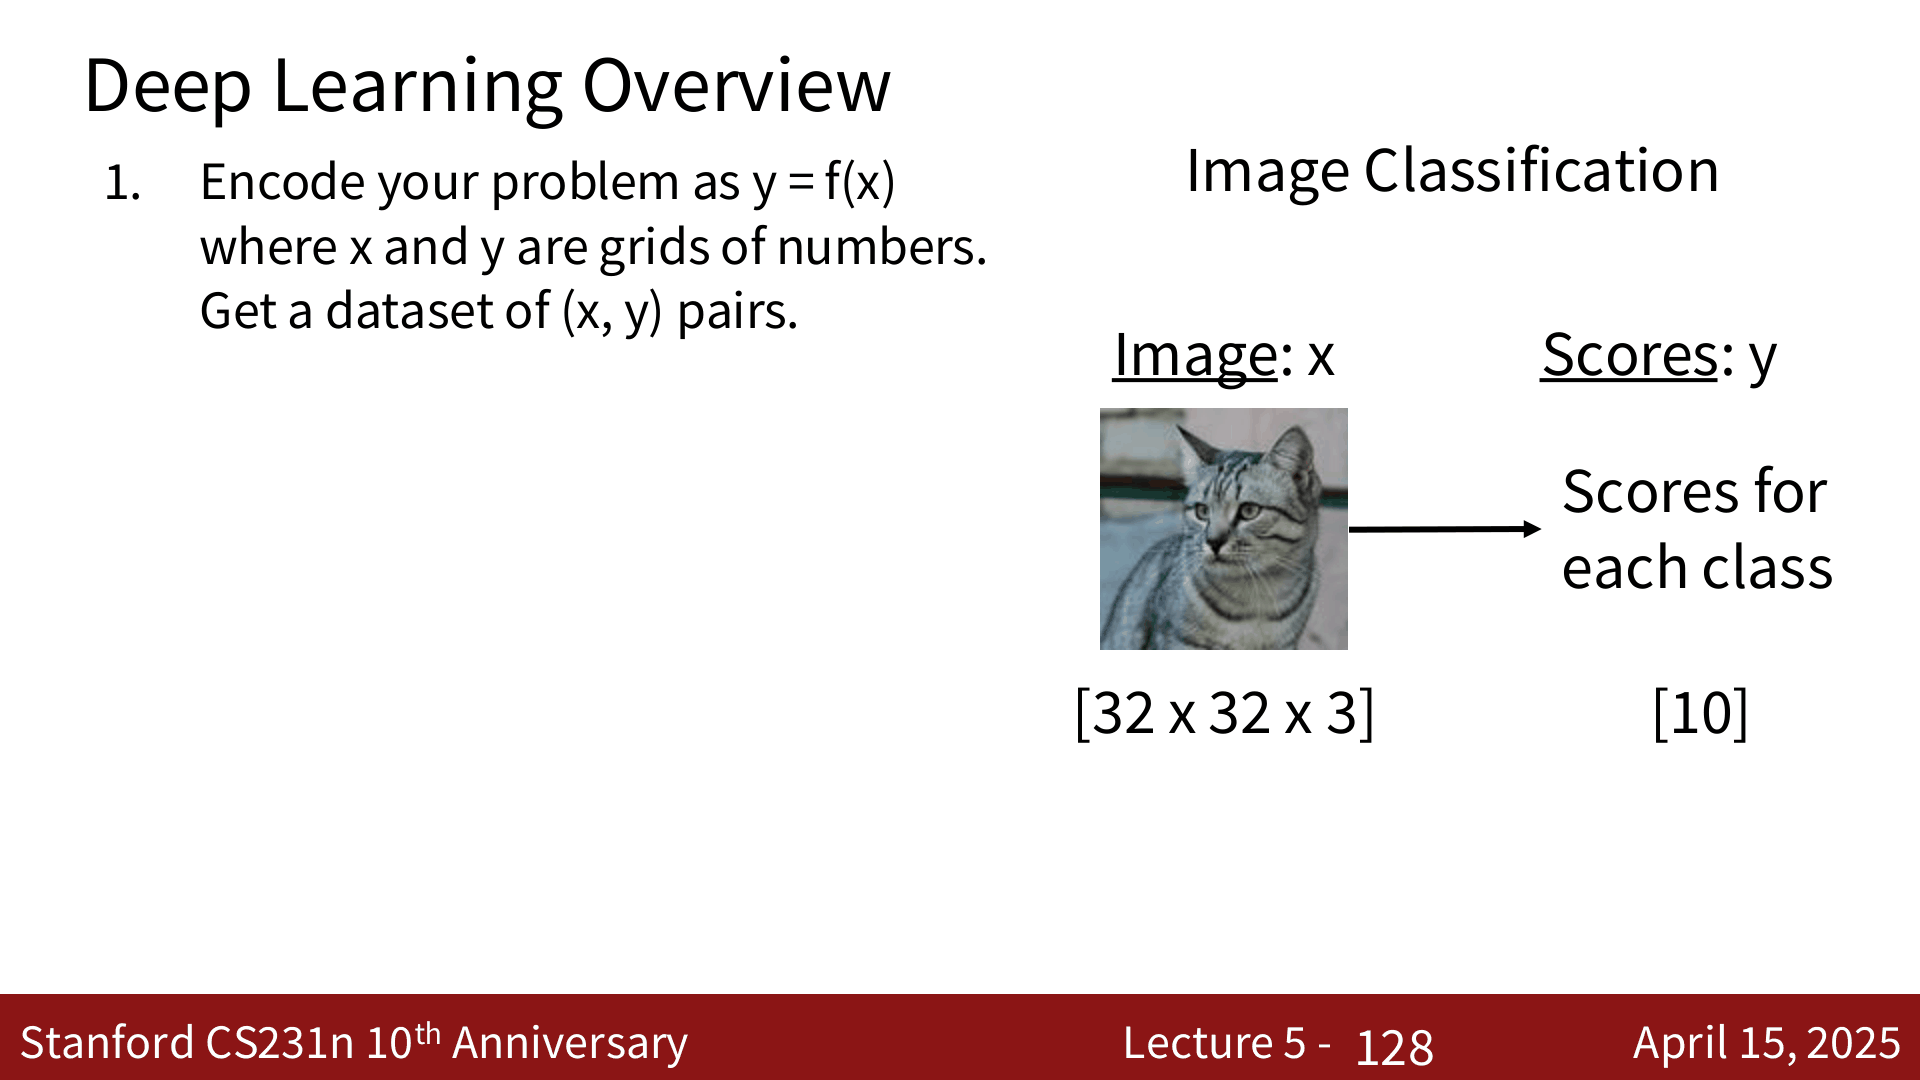 Deep Learning Overview
1. Encode your problem as y = f(x)
where x and y are grids of numbers.
Get a dataset of (x, y) pairs.
Image Classification
Image: x
Scores: y
Scores for
each class
[32 x 32 x 3]
[10]
Stanford CS231n 10th Anniversary
Lecture 5 - 128
April 15, 2025